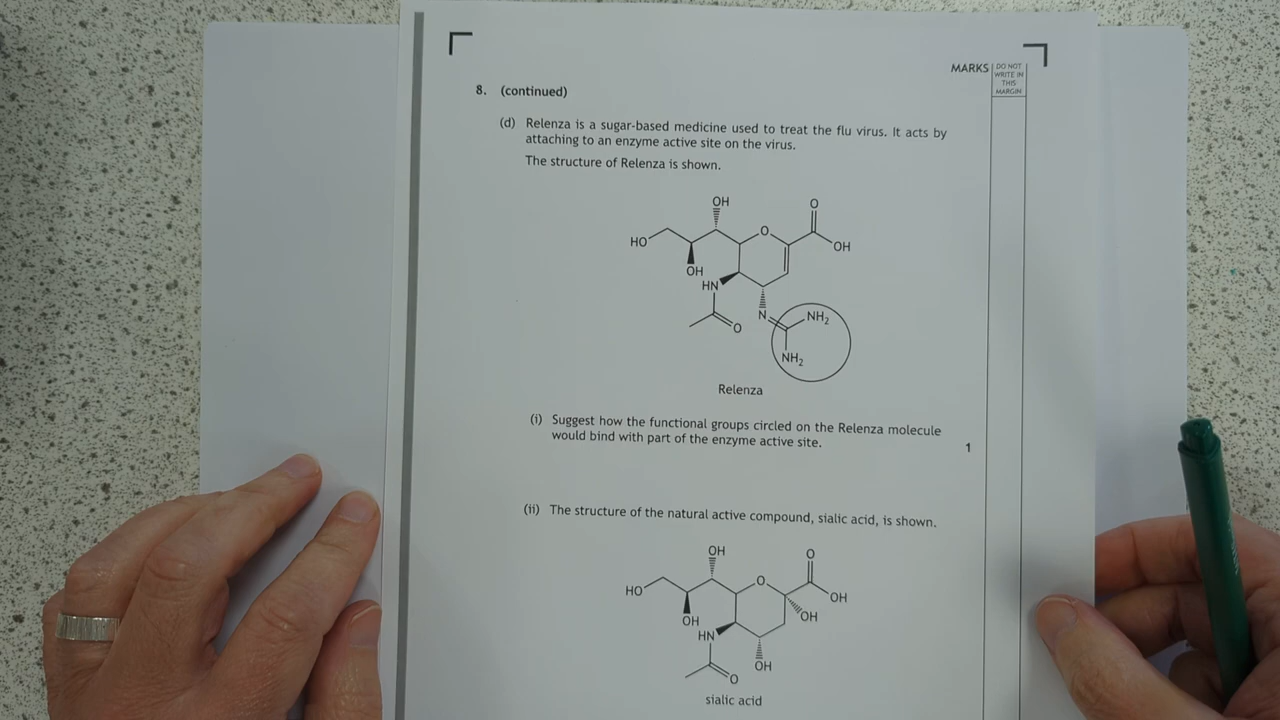 MARKS
DO NOT
WRITE IN
THIS
MARGIN
8. (continued)
(d) Relenza is a sugar-based medicine used to treat the flu virus. It acts by
attaching to an enzyme active site on the virus.
The structure of Relenza is shown.
OH
O
O
HO
OH
OH
HN
N
NH₂
O
NH₂
Relenza
(i) Suggest how the functional groups circled on the Relenza molecule
would bind with part of the enzyme active site.
1
(ii) The structure of the natural active compound, sialic acid, is shown.
OH
O
O
HO
OH
OH
OH
HN
OH
O
sialic acid